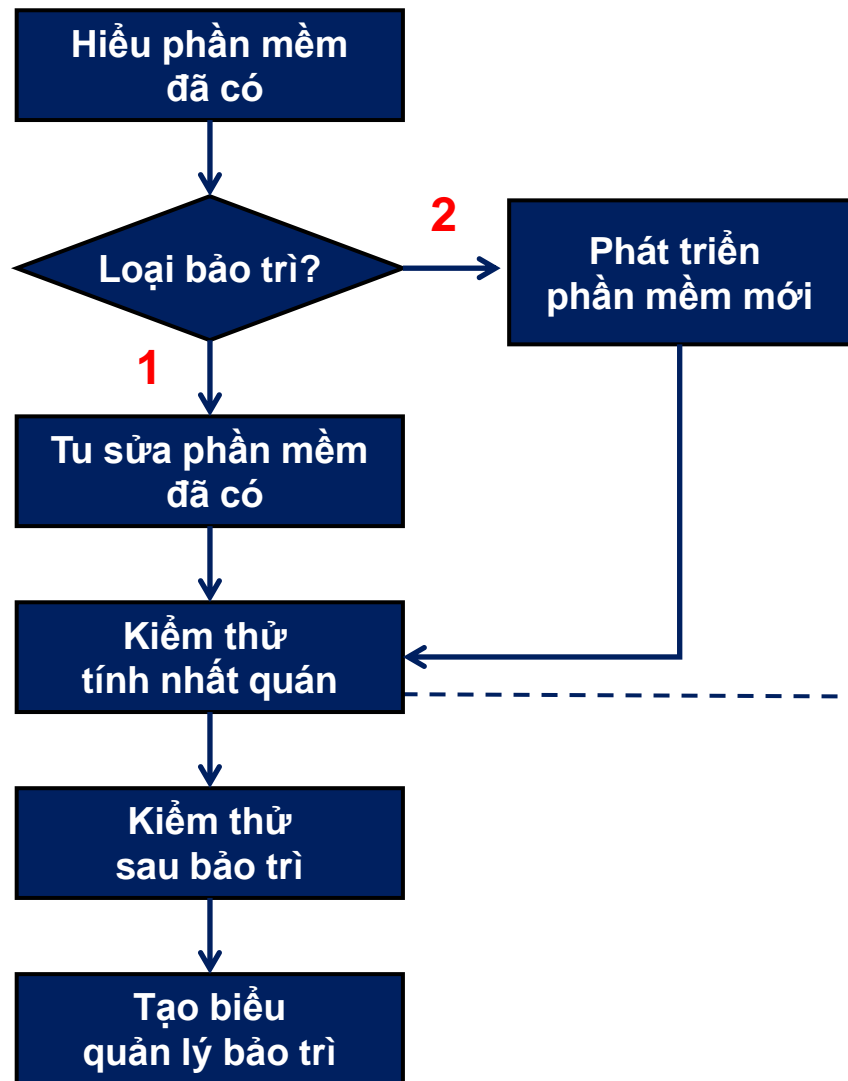 Hiểu phần mềm
đã có
Loại bảo trì?
2
Phát triển
phần mềm mới
1
Tu sửa phần mềm
đã có
Kiểm thử
tính nhất quán
Kiểm thử
sau bảo trì
Tạo biểu
quản lý bảo trì